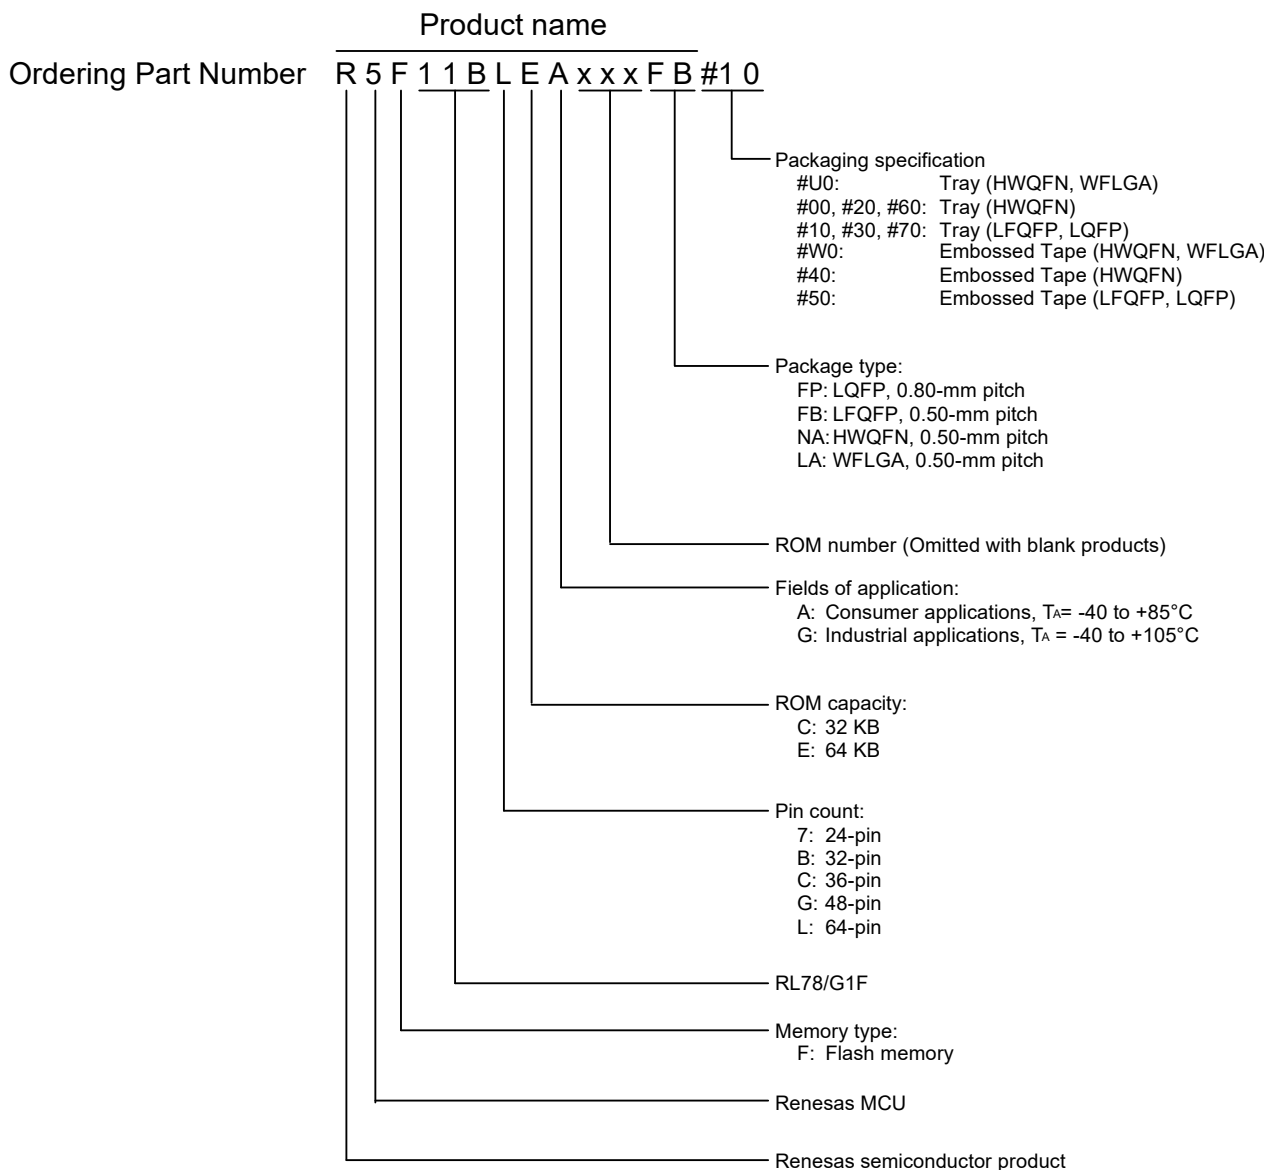 Product name
Ordering Part Number R 5 F 1 1 B L E A x x x F B #1 0
Packaging specification
#U0: Tray (HWQFN, WFLGA)
#00, #20, #60: Tray (HWQFN)
#10, #30, #70: Tray (LFQFP, LQFP)
#W0: Embossed Tape (HWQFN, WFLGA)
#40: Embossed Tape (HWQFN)
#50: Embossed Tape (LFQFP, LQFP)
Package type:
FP: LQFP, 0.80-mm pitch
FB: LFQFP, 0.50-mm pitch
NA: HWQFN, 0.50-mm pitch
LA: WFLGA, 0.50-mm pitch
ROM number (Omitted with blank products)
Fields of application:
A: Consumer applications, TA= -40 to +85°C
G: Industrial applications, TA = -40 to +105°C
ROM capacity:
C: 32 KB
E: 64 KB
Pin count:
7: 24-pin
B: 32-pin
C: 36-pin
G: 48-pin
L: 64-pin
RL78/G1F
Memory type:
F: Flash memory
Renesas MCU
Renesas semiconductor product